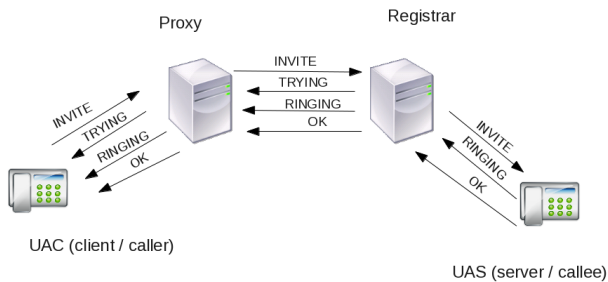 Proxy
Registrar
INVITE
TRYING
RINGING
OK
INVITE
TRYING
RINGING
OK
INVITE
RINGING
OK
UAC (client / caller)
UAS (server / callee)